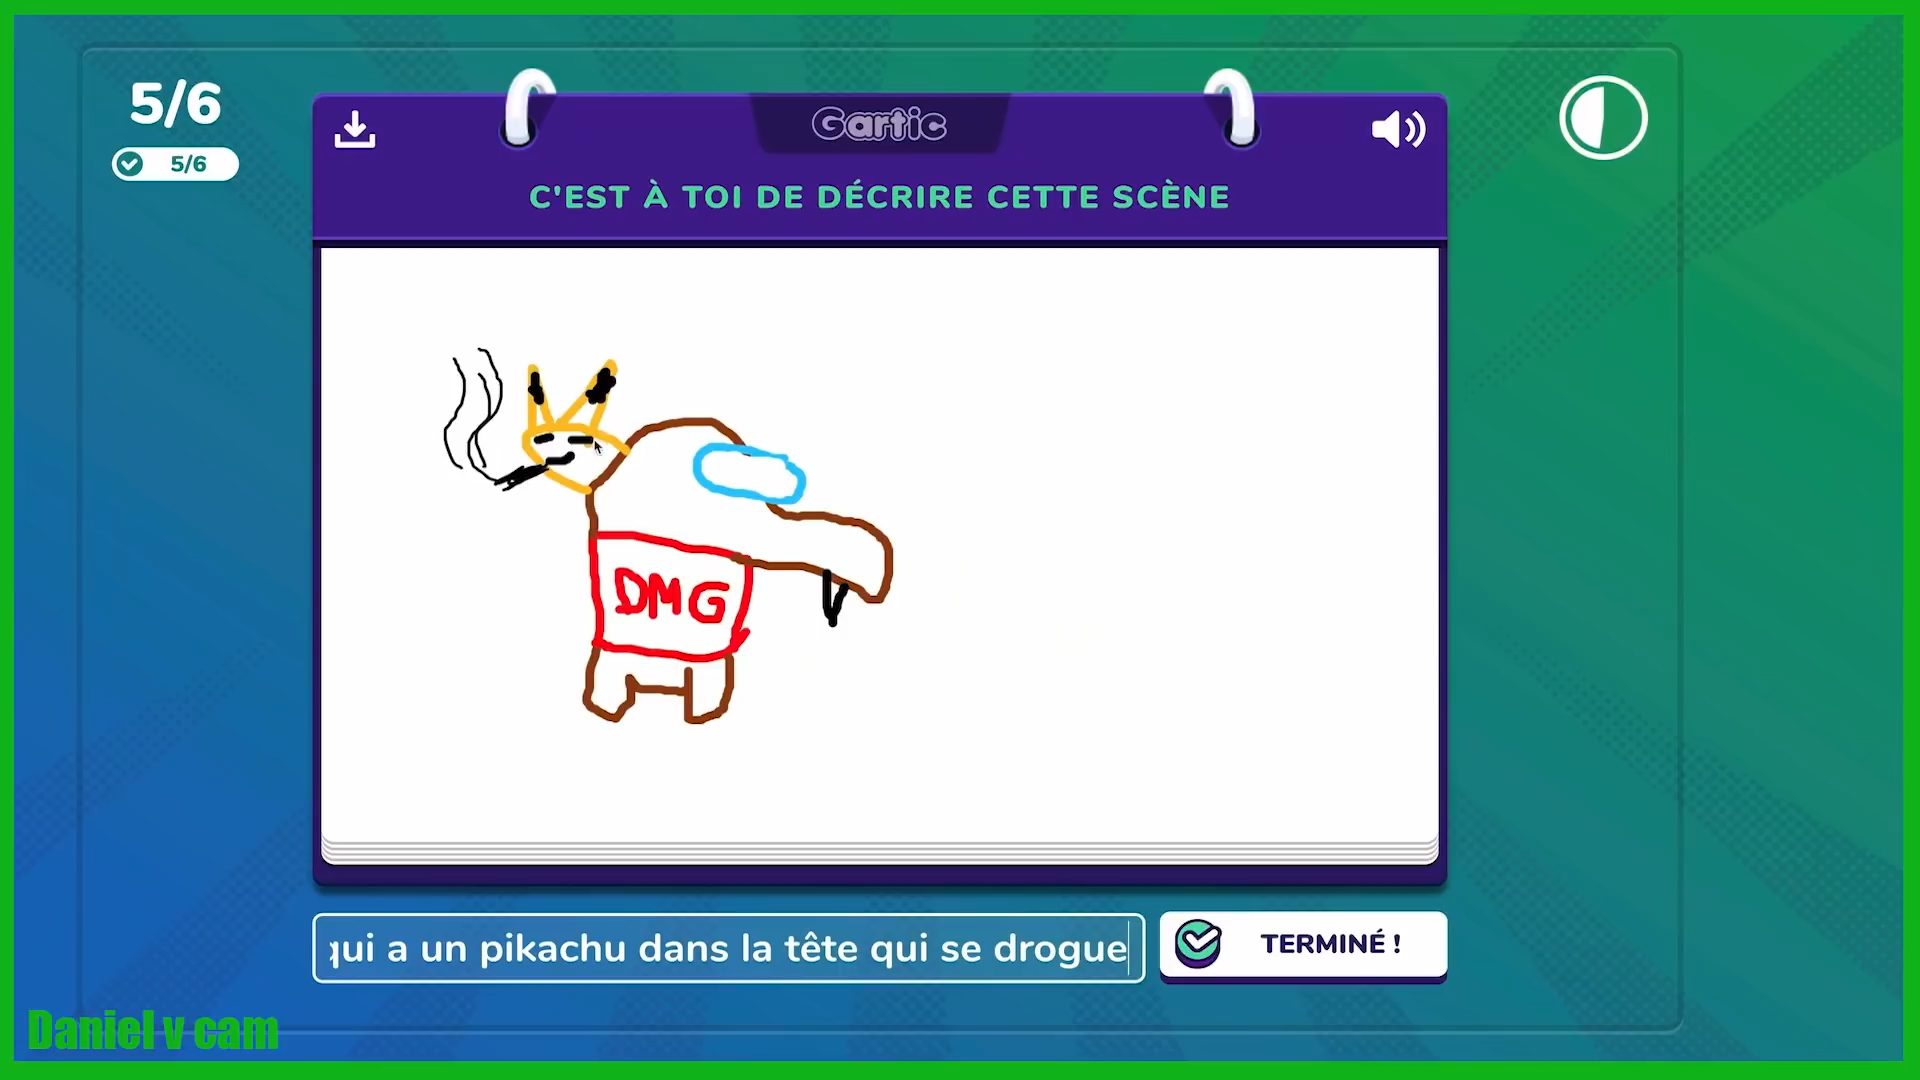 5/6
5/6
Gartic
C'EST À TOI DE DÉCRIRE CETTE SCÈNE
DMG
qui a un pikachu dans la tête qui se drogue
TERMINÉ !
Daniel v cam